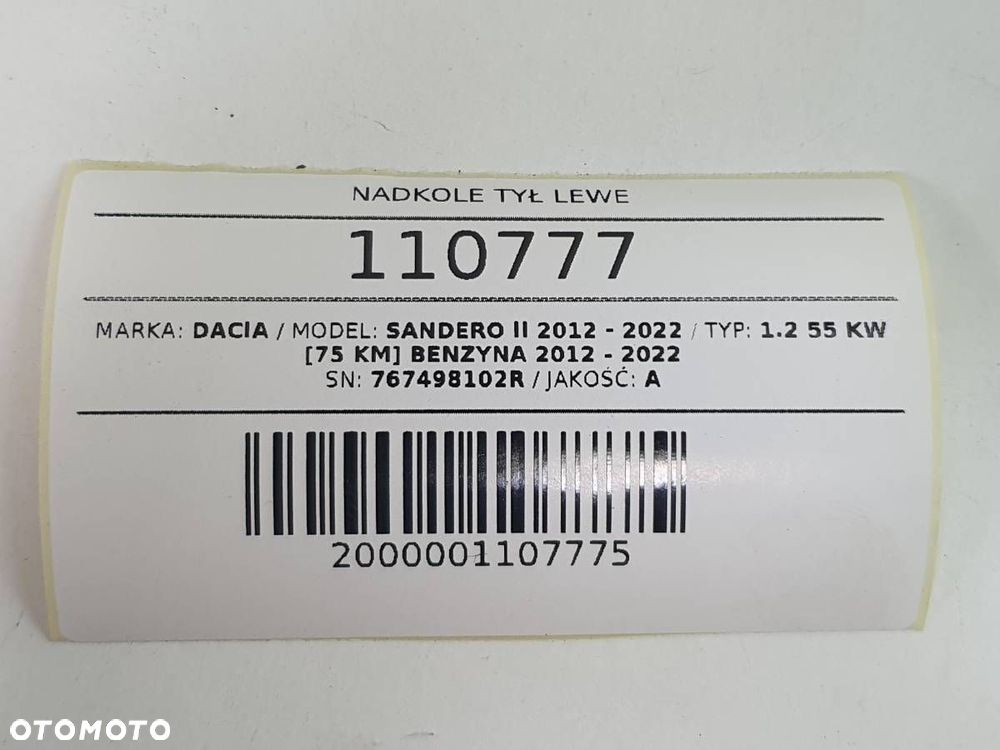 NADKOLE TYŁ LEWE
110777
MARKA: DACIA / MODEL: SANDERO II 2012 - 2022 / TYP: 1.2 55 KW
[75 KM] BENZYNA 2012 - 2022
SN: 767498102R / JAKOŚĆ: A
2000001107775
OTOMOTO